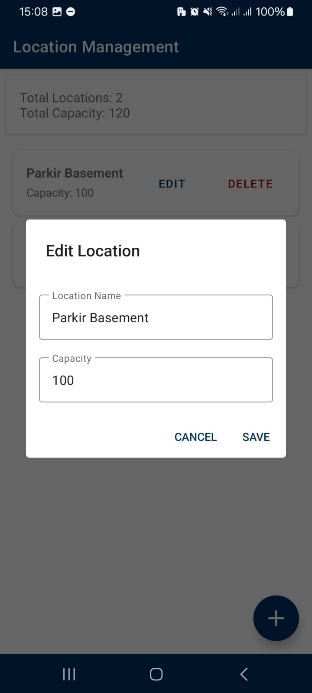 15:08
100%
Location Management
Total Locations: 2
Total Capacity: 120
Parkir Basement
Capacity: 100
EDIT
DELETE
Edit Location
Location Name
Parkir Basement
Capacity
100
CANCEL
SAVE